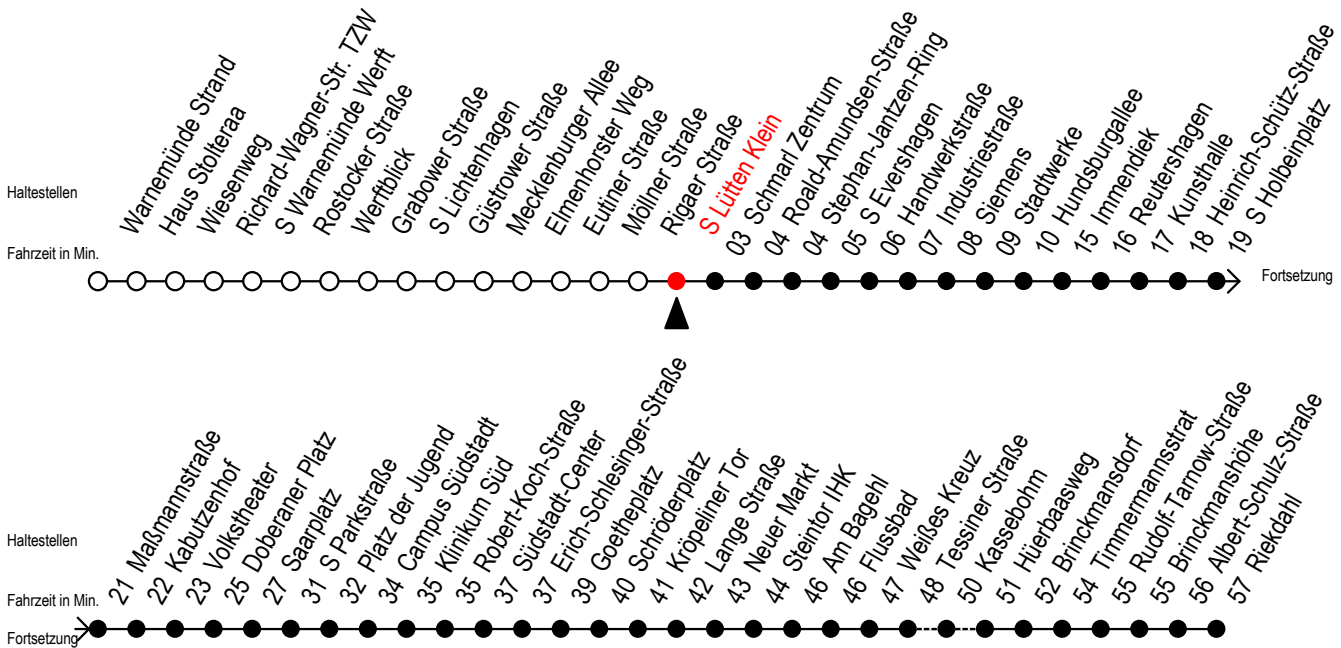 Haltestellen
Warnemünde Strand
Haus Stolteraa
Wiesenweg
Richard-Wagner-Str. TZW
S Warnemünde Werft
Rostocker Straße
Werftblick
Grabower Straße
S Lichtenhagen
Güstrower Straße
Mecklenburger Allee
Elmenhorster Weg
Eutiner Straße
Möllner Straße
Rigaer Straße
S Lütten Klein
Fahrzeit in Min.
03 Schmarl Zentrum
04 Roald-Amundsen-Straße
04 Stephan-Jantzen-Ring
05 S Evershagen
06 Handwerkstraße
07 Industriestraße
08 Siemens
09 Stadtwerke
10 Hundsburgallee
15 Immendiek
16 Reutershagen
17 Kunsthalle
18 Heinrich-Schütz-Straße
19 S Holbeinplatz
Fortsetzung
Haltestellen
Fahrzeit in Min.
21 Maßmannstraße
22 Kabutzenhof
23 Volkstheater
25 Doberaner Platz
27 Saarplatz
31 S Parkstraße
32 Platz der Jugend
34 Campus Südstadt
35 Klinikum Süd
35 Robert-Koch-Straße
37 Südstadt-Center
37 Erich-Schlesinger-Straße
39 Goetheplatz
40 Schröderplatz
41 Kröpeliner Tor
42 Lange Straße
43 Neuer Markt
44 Steintor IHK
46 Am Bagehl
46 Flussbad
47 Weißes Kreuz
48 Tessiner Straße
50 Kassebohm
51 Hüerbaasweg
52 Brinckmansdorf
54 Timmermannsstrat
55 Rudolf-Tarnow-Straße
55 Brinckmanshöhe
56 Albert-Schulz-Straße
57 Riekdahl
Fortsetzung